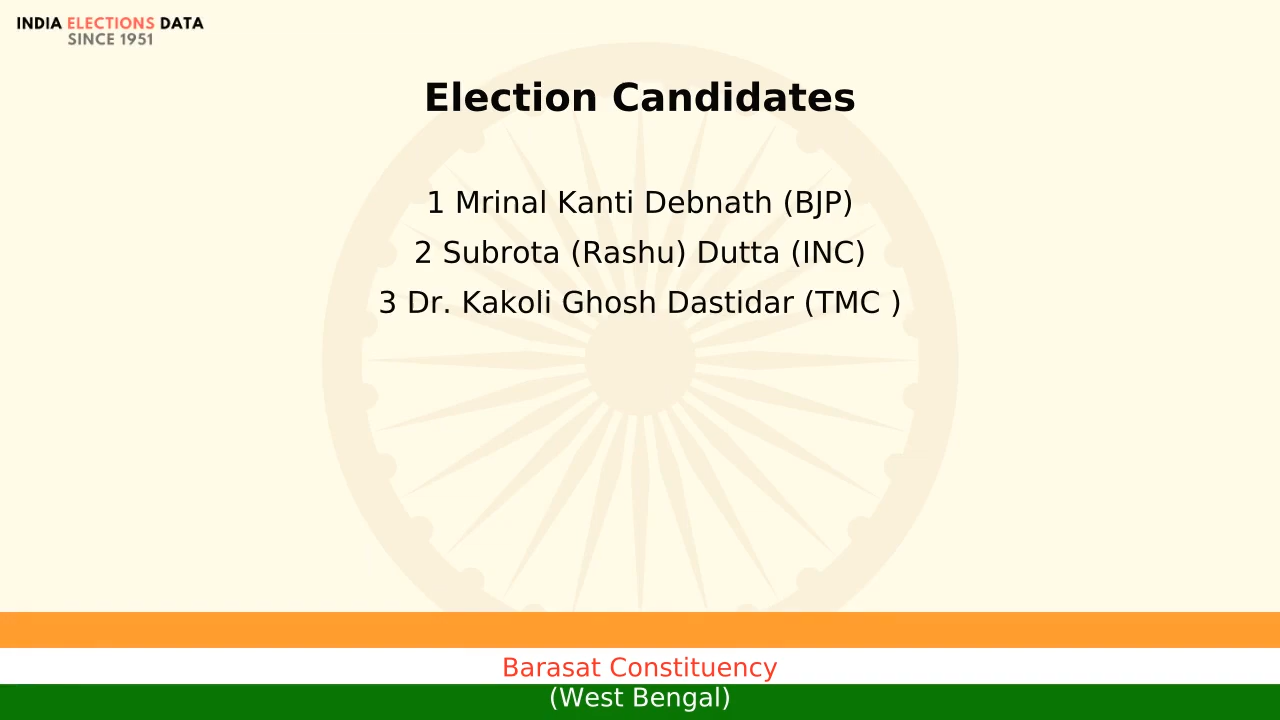 INDIA ELECTIONS DATA
SINCE 1951
Election Candidates
1 Mrinal Kanti Debnath (BJP)
2 Subrota (Rashu) Dutta (INC)
3 Dr. Kakoli Ghosh Dastidar (TMC )
Barasat Constituency
(West Bengal)